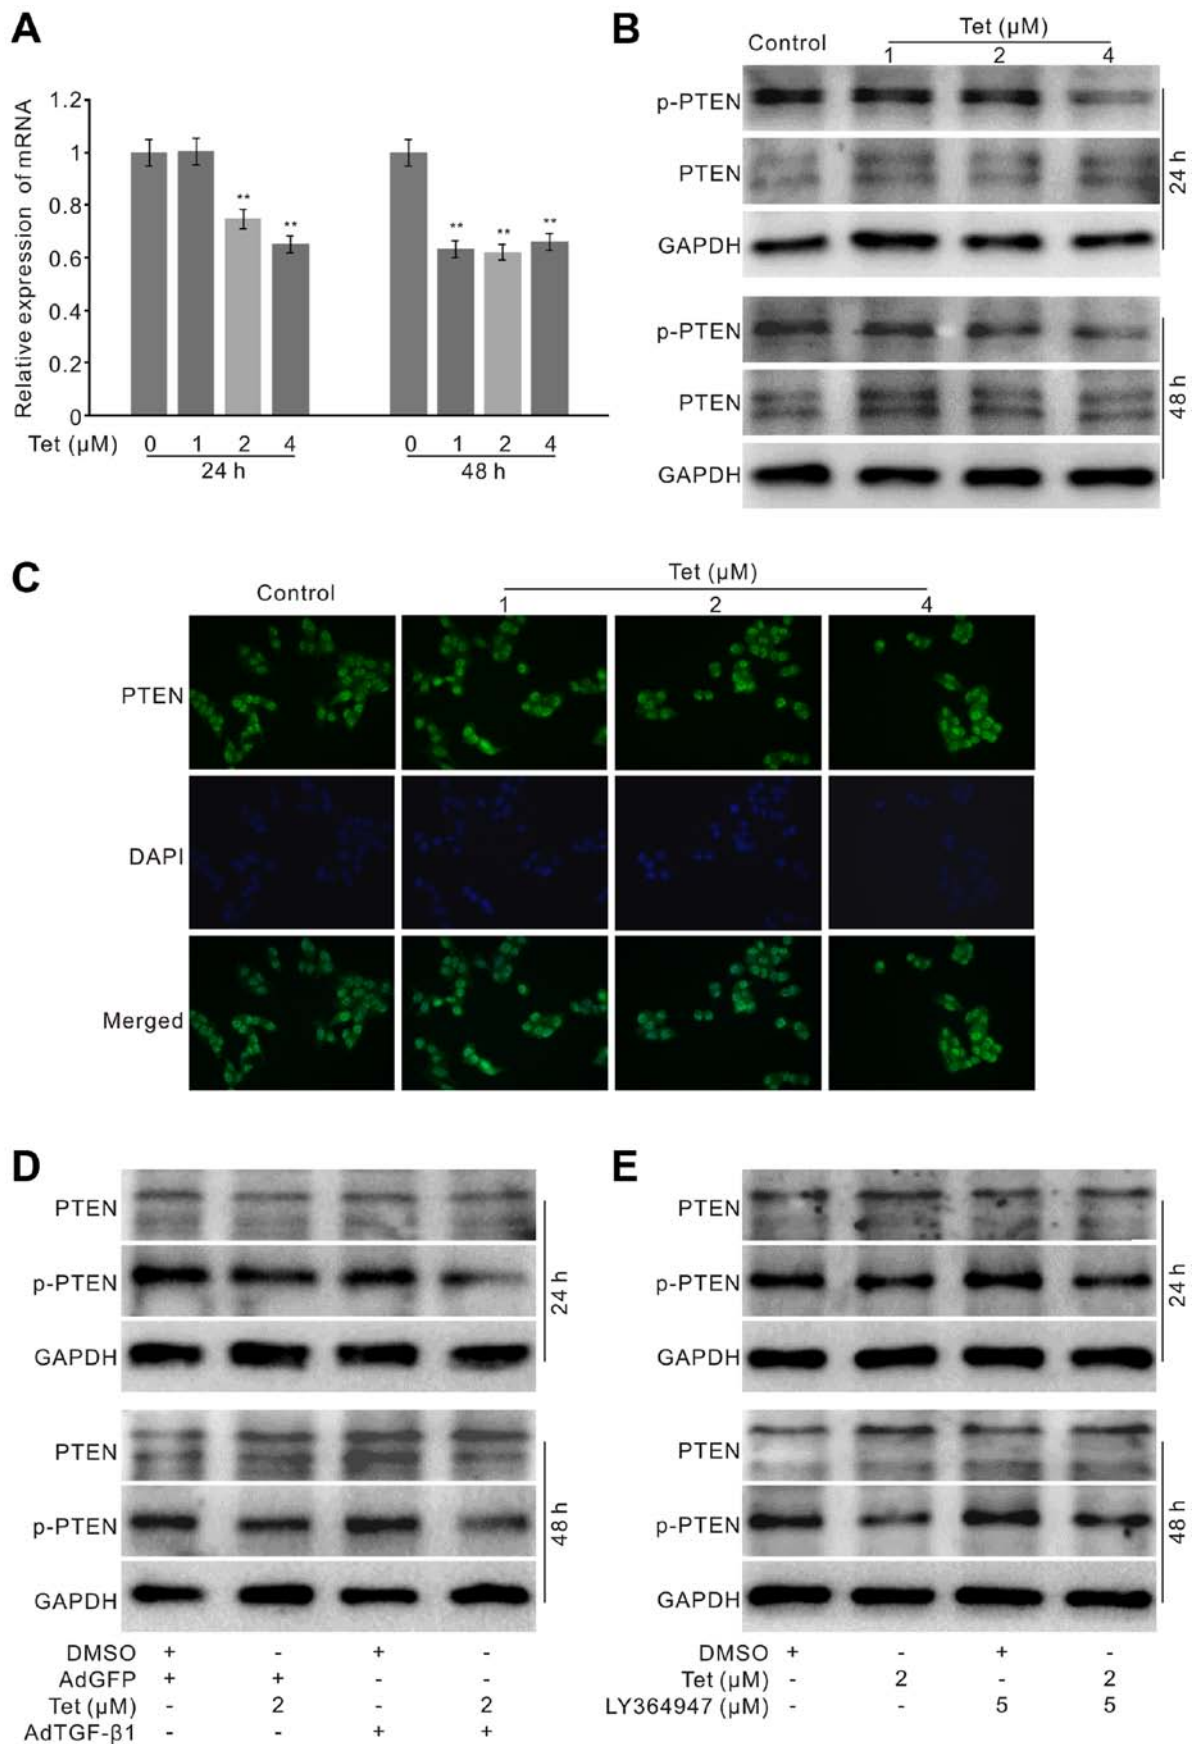 A
Relative expression of mRNA
1.2
1
0.8
0.6
0.4
0.2
0
** ** ** ** **
Tet (μM) 0 1 2 4 0 1 2 4
24 h 48 h
B
Control Tet (μM)
1 2 4
p-PTEN
PTEN
GAPDH
24 h
p-PTEN
PTEN
GAPDH
48 h
C
Control Tet (μM)
1 2 4
PTEN
DAPI
Merged
D
PTEN
p-PTEN
GAPDH
24 h
PTEN
p-PTEN
GAPDH
48 h
DMSO + - + -
AdGFP + + - -
Tet (μM) - 2 - 2
AdTGF-β1 - - + +
E
PTEN
p-PTEN
GAPDH
24 h
PTEN
p-PTEN
GAPDH
48 h
DMSO + - + -
Tet (μM) - 2 - 2
LY364947 (μM) - - 5 5